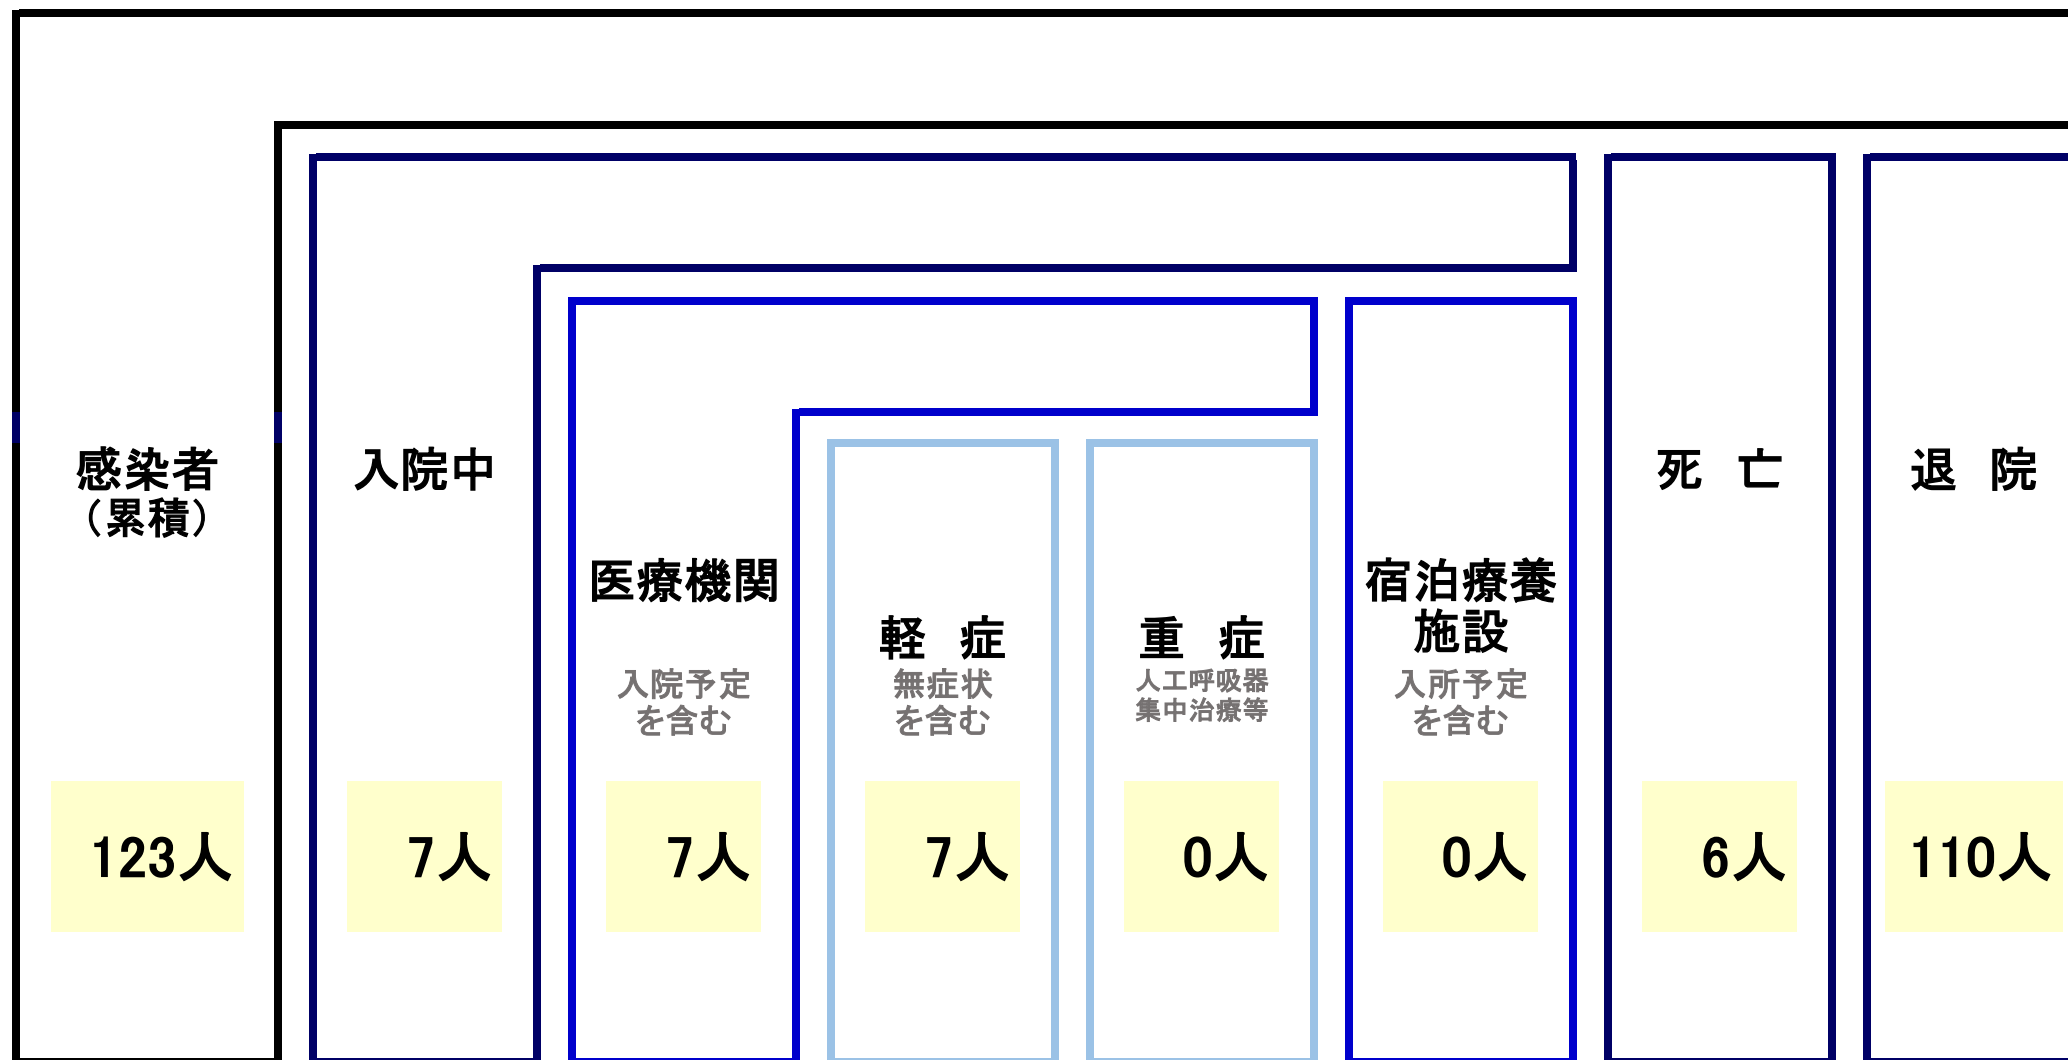 感染者
（累積）
123人
入院中
7人
医療機関
入院予定
を含む
7人
軽　症
無症状
を含む
7人
重　症
人工呼吸器
集中治療等
0人
宿泊療養
施設
入所予定
を含む
0人
死　亡
6人
退　院
110人